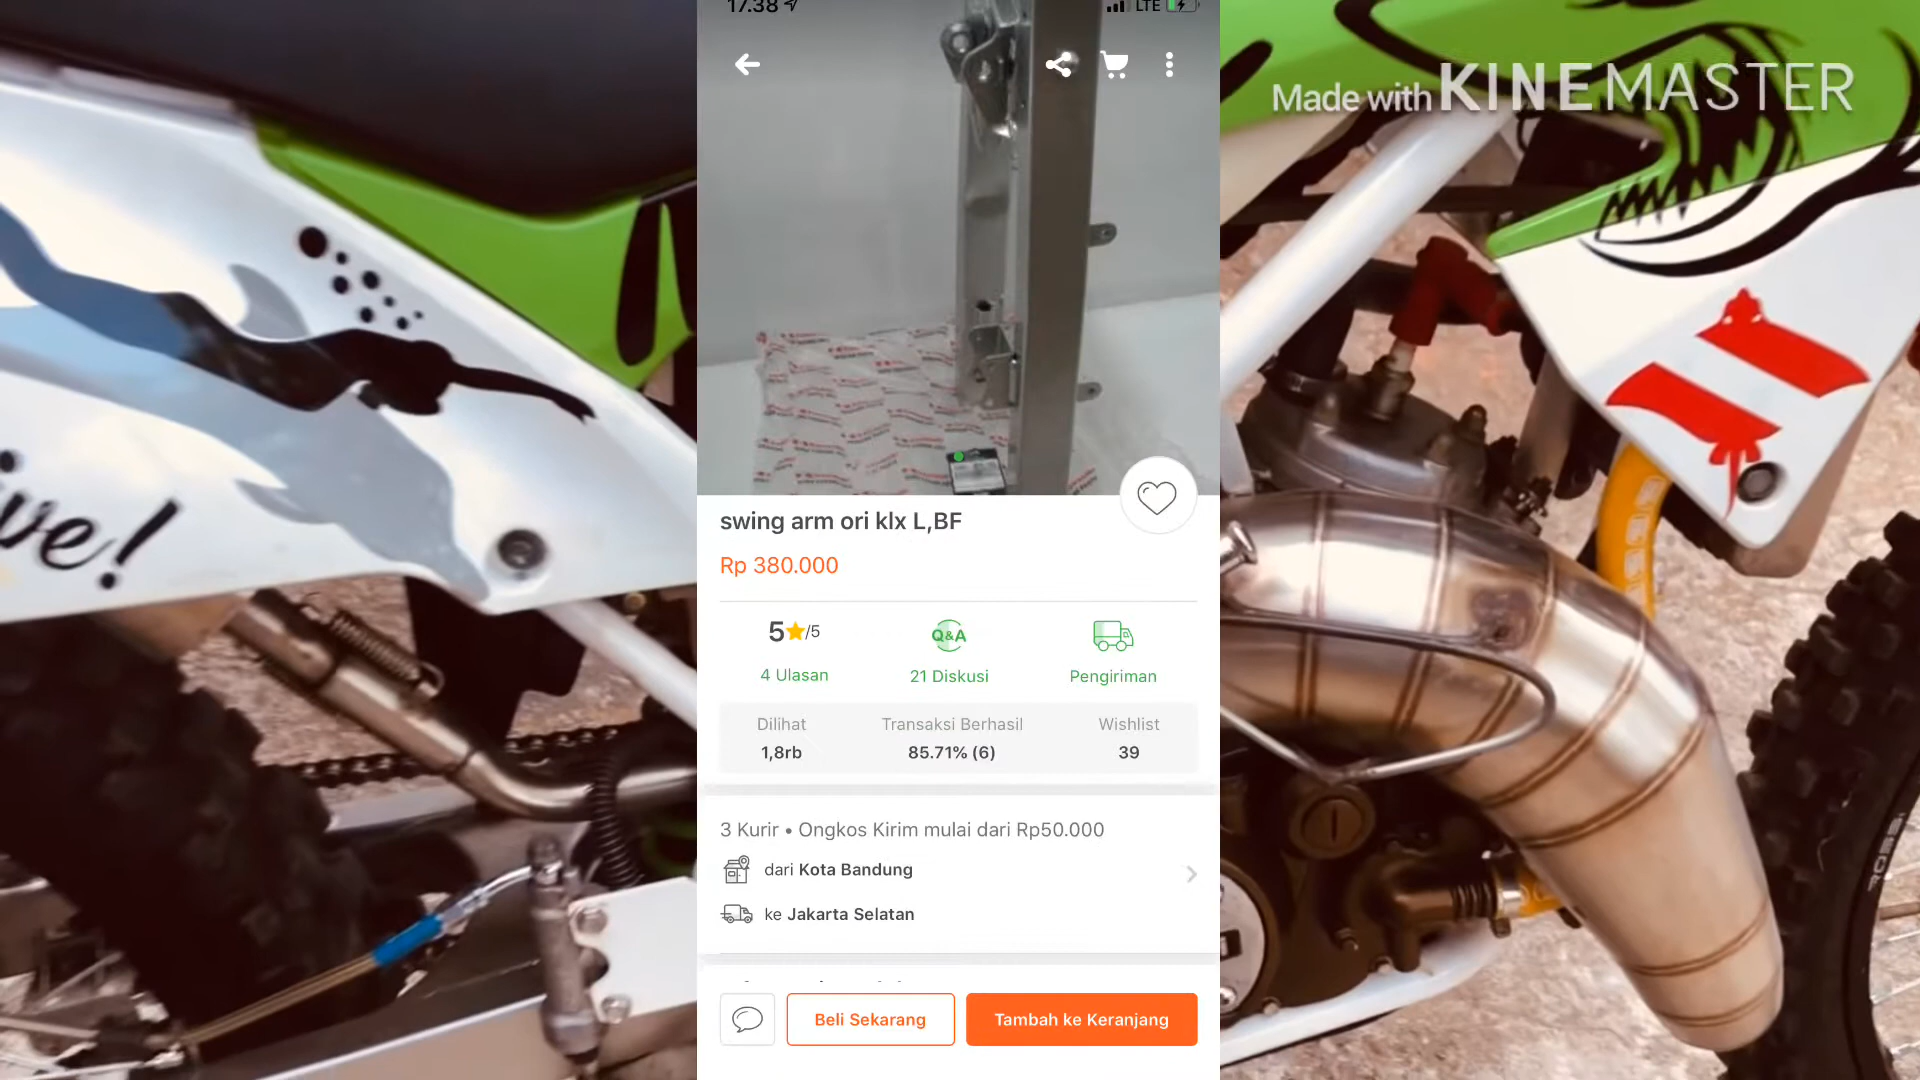 17.38
LTE
Made with KINEMASTER
ve!
swing arm ori klx L,BF
Rp 380.000
5/5
Q&A
4 Ulasan
21 Diskusi
Pengiriman
Dilihat
Transaksi Berhasil
Wishlist
1,8rb
85.71% (6)
39
3 Kurir • Ongkos Kirim mulai dari Rp50.000
dari Kota Bandung
ke Jakarta Selatan
Beli Sekarang
Tambah ke Keranjang